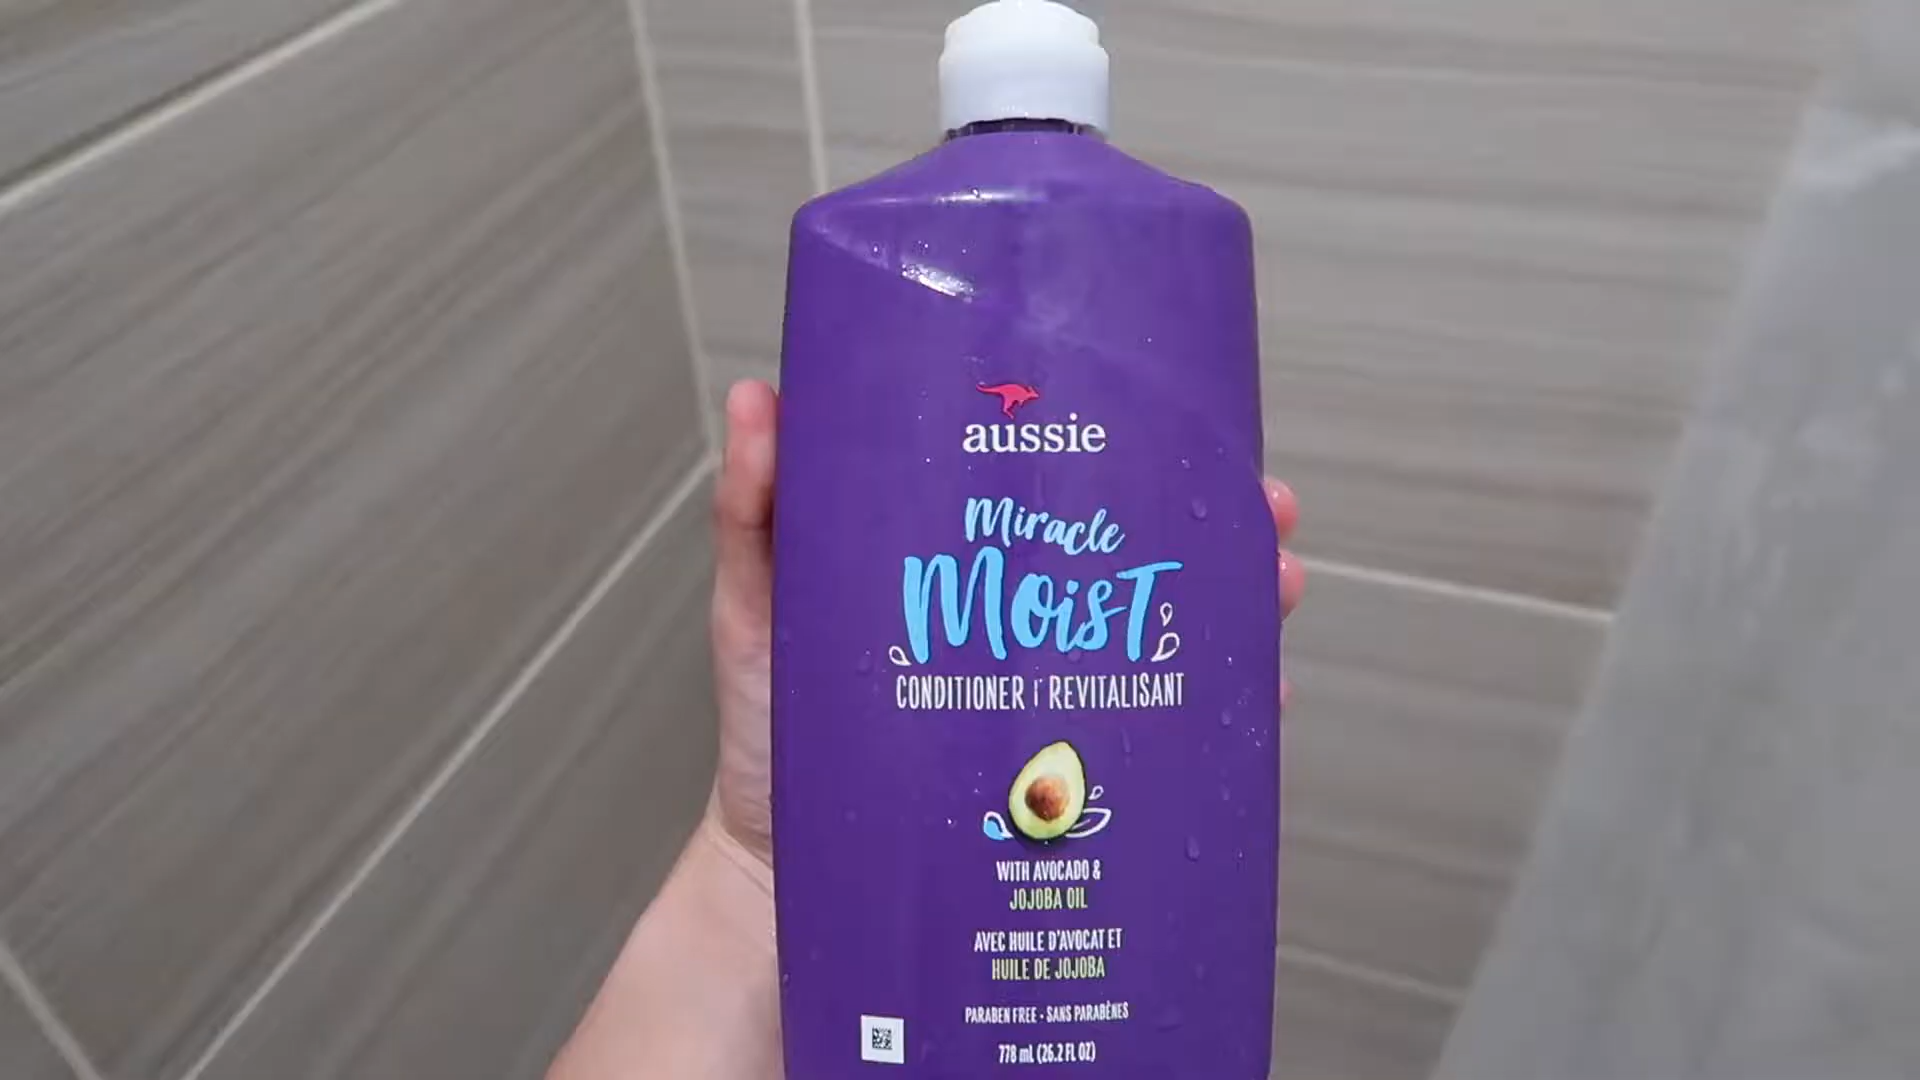 aussie
Miracle
Moist
CONDITIONER | REVITALISANT
WITH AVOCADO &
JOJOBA OIL
AVEC HUILE D'AVOCAT ET
HUILE DE JOJOBA
PARABEN FREE • SANS PARABÈNES
778 mL (26.2 FL OZ)